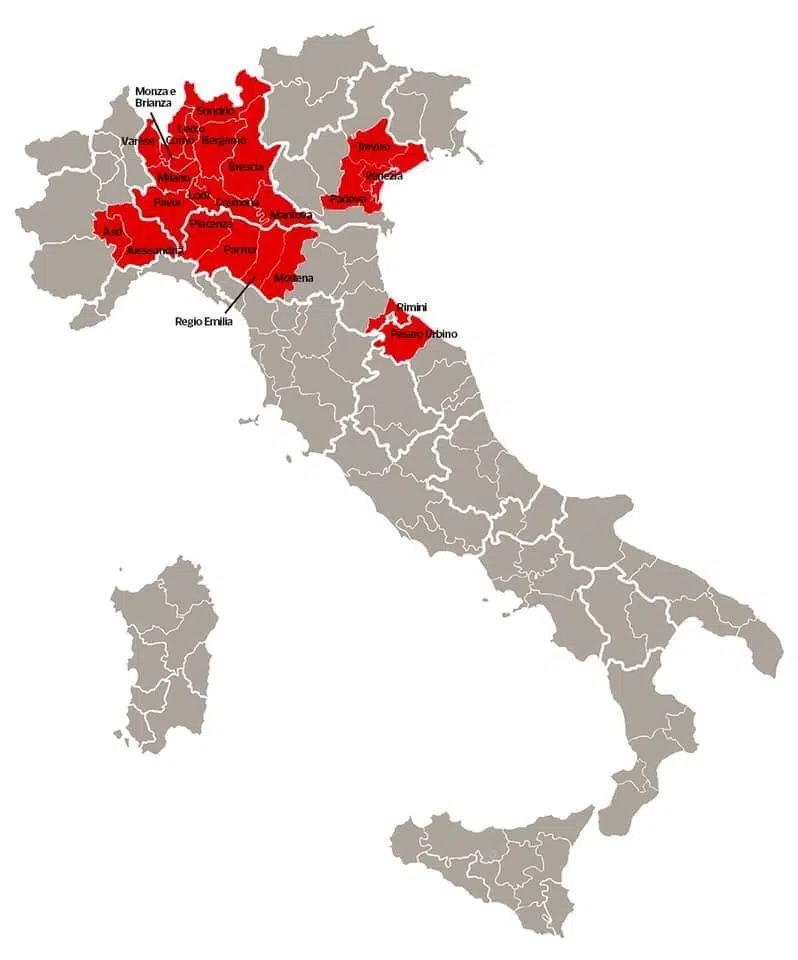 Monza e
Brianza
Sondrio
Lecco
Varese
Como
Bergamo
Treviso
Brescia
Venezia
Milano
Lodi
Padova
Pavia
Cremona
Mantova
Piacenza
Asti
Alessandria
Parma
Modena
Rimini
Regio Emilia
Pesaro Urbino